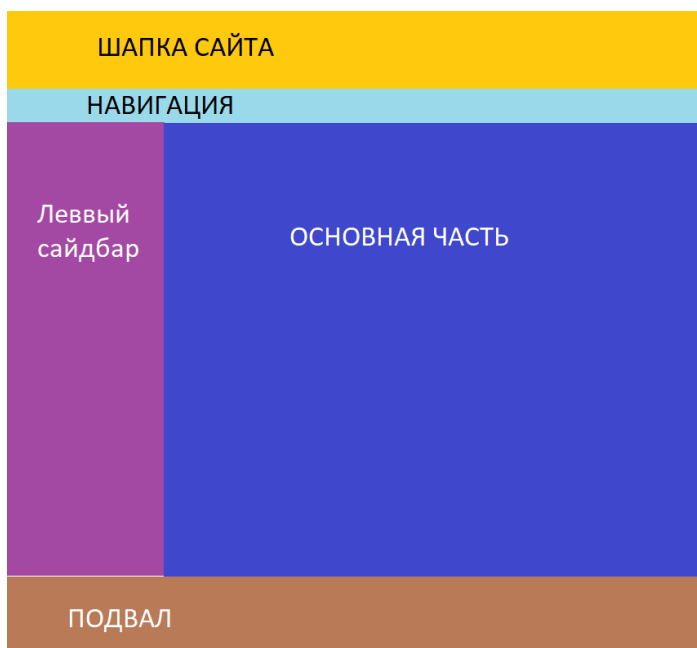 ШАПКА САЙТА
НАВИГАЦИЯ
Леввый
сайдбар
ОСНОВНАЯ ЧАСТЬ
ПОДВАЛ